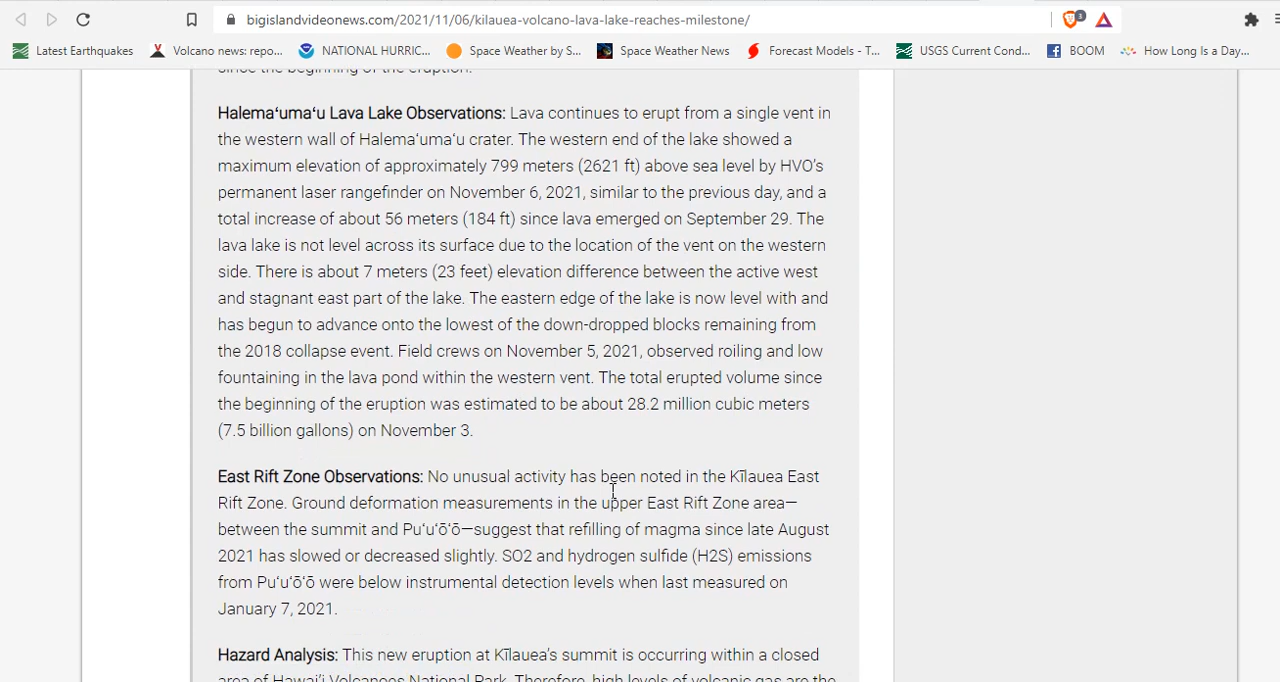 bigislandvideonews.com/2021/11/06/kilauea-volcano-lava-lake-reaches-milestone/
3
Latest Earthquakes
Volcano news: repo...
NATIONAL HURRIC...
Space Weather by S...
Space Weather News
Forecast Models - T...
USGS Current Cond...
BOOM
How Long Is a Day...
since the beginning of the eruption.
Halemaʻumaʻu Lava Lake Observations: Lava continues to erupt from a single vent in
the western wall of Halemaʻumaʻu crater. The western end of the lake showed a
maximum elevation of approximately 799 meters (2621 ft) above sea level by HVO’s
permanent laser rangefinder on November 6, 2021, similar to the previous day, and a
total increase of about 56 meters (184 ft) since lava emerged on September 29. The
lava lake is not level across its surface due to the location of the vent on the western
side. There is about 7 meters (23 feet) elevation difference between the active west
and stagnant east part of the lake. The eastern edge of the lake is now level with and
has begun to advance onto the lowest of the down-dropped blocks remaining from
the 2018 collapse event. Field crews on November 5, 2021, observed roiling and low
fountaining in the lava pond within the western vent. The total erupted volume since
the beginning of the eruption was estimated to be about 28.2 million cubic meters
(7.5 billion gallons) on November 3.
East Rift Zone Observations: No unusual activity has been noted in the Kīlauea East
Rift Zone. Ground deformation measurements in the upper East Rift Zone area—
between the summit and Puʻuʻōʻō—suggest that refilling of magma since late August
2021 has slowed or decreased slightly. SO2 and hydrogen sulfide (H2S) emissions
from Puʻuʻōʻō were below instrumental detection levels when last measured on
January 7, 2021.
Hazard Analysis: This new eruption at Kīlauea’s summit is occurring within a closed
area of Hawaiʻi Volcanoes National Park. Therefore, high levels of volcanic gas are the